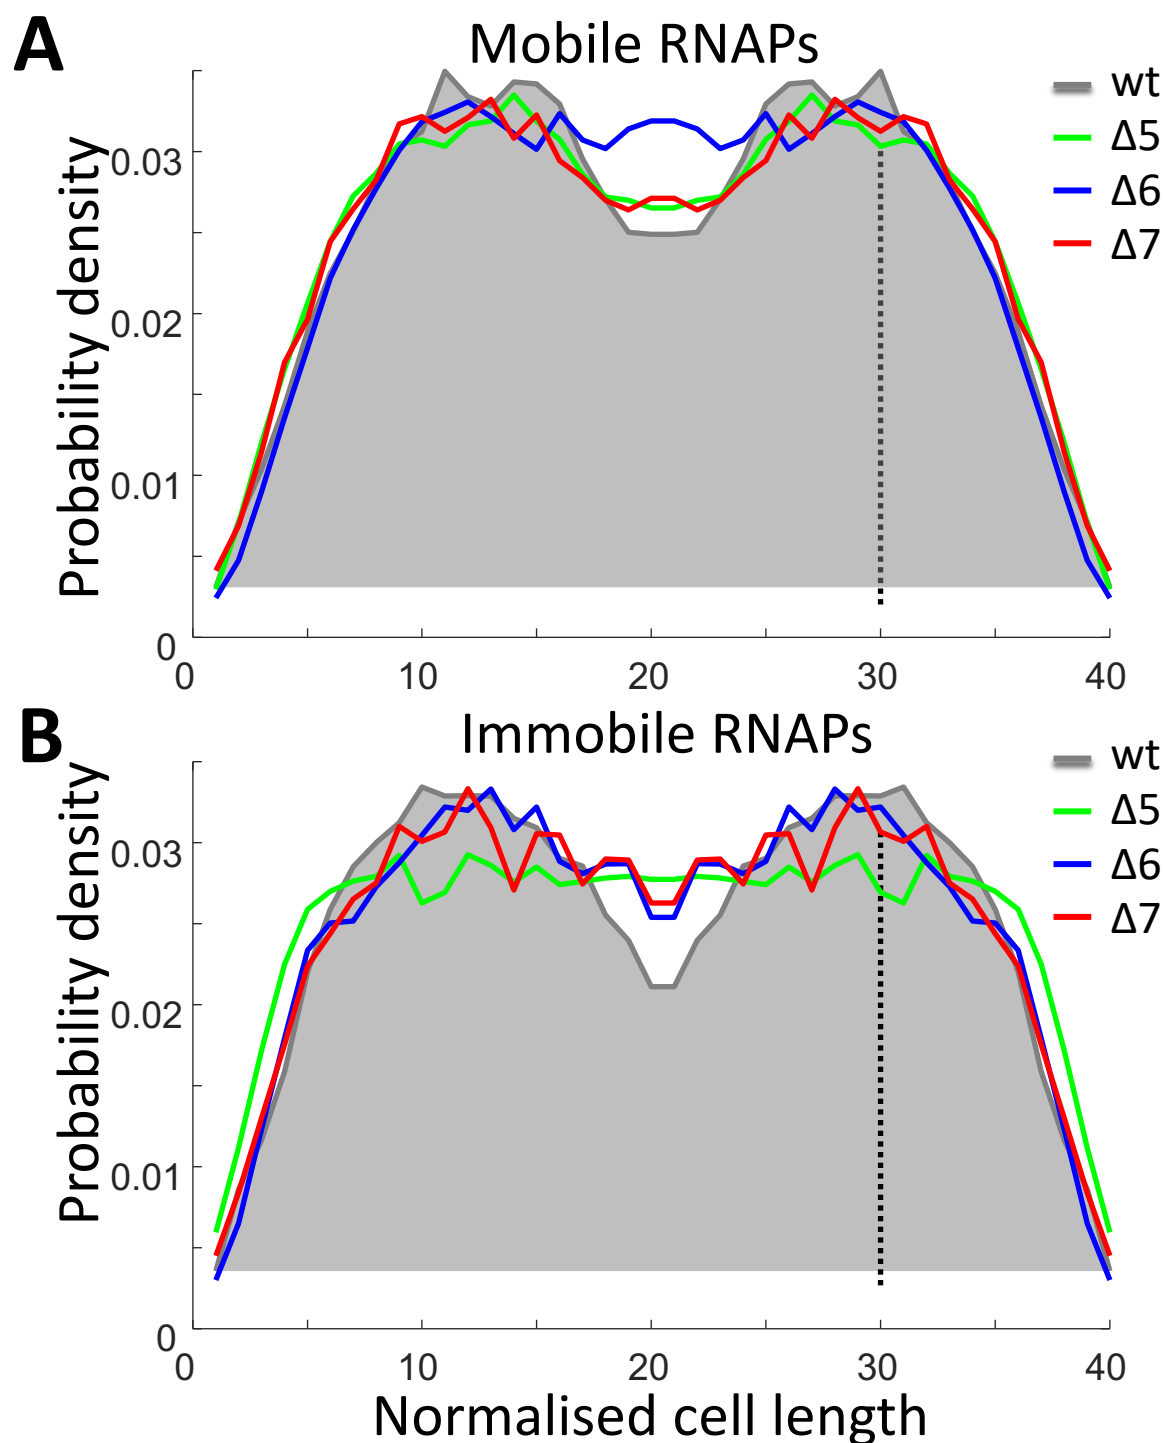 A
Mobile RNAPs
wt
Δ5
Δ6
Δ7
Probability density
0.03
0.02
0.01
0
0 10 20 30 40
B
Immobile RNAPs
wt
Δ5
Δ6
Δ7
Probability density
0.03
0.02
0.01
0
0 10 20 30 40
Normalised cell length